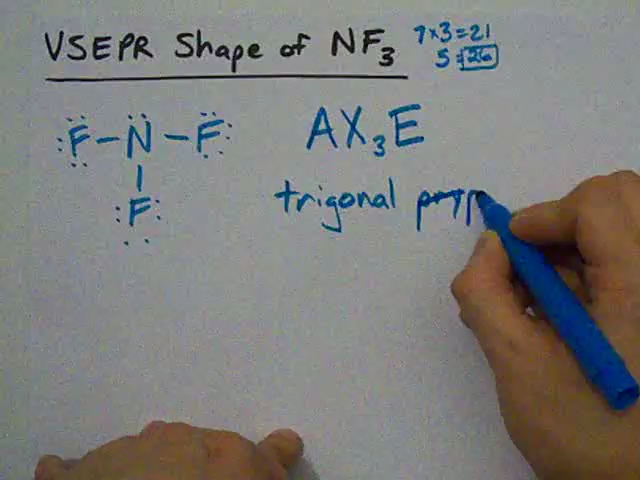 VSEPR Shape of NF3
7x3=21
5=26
F-N-F
F
AX3E
trigonal